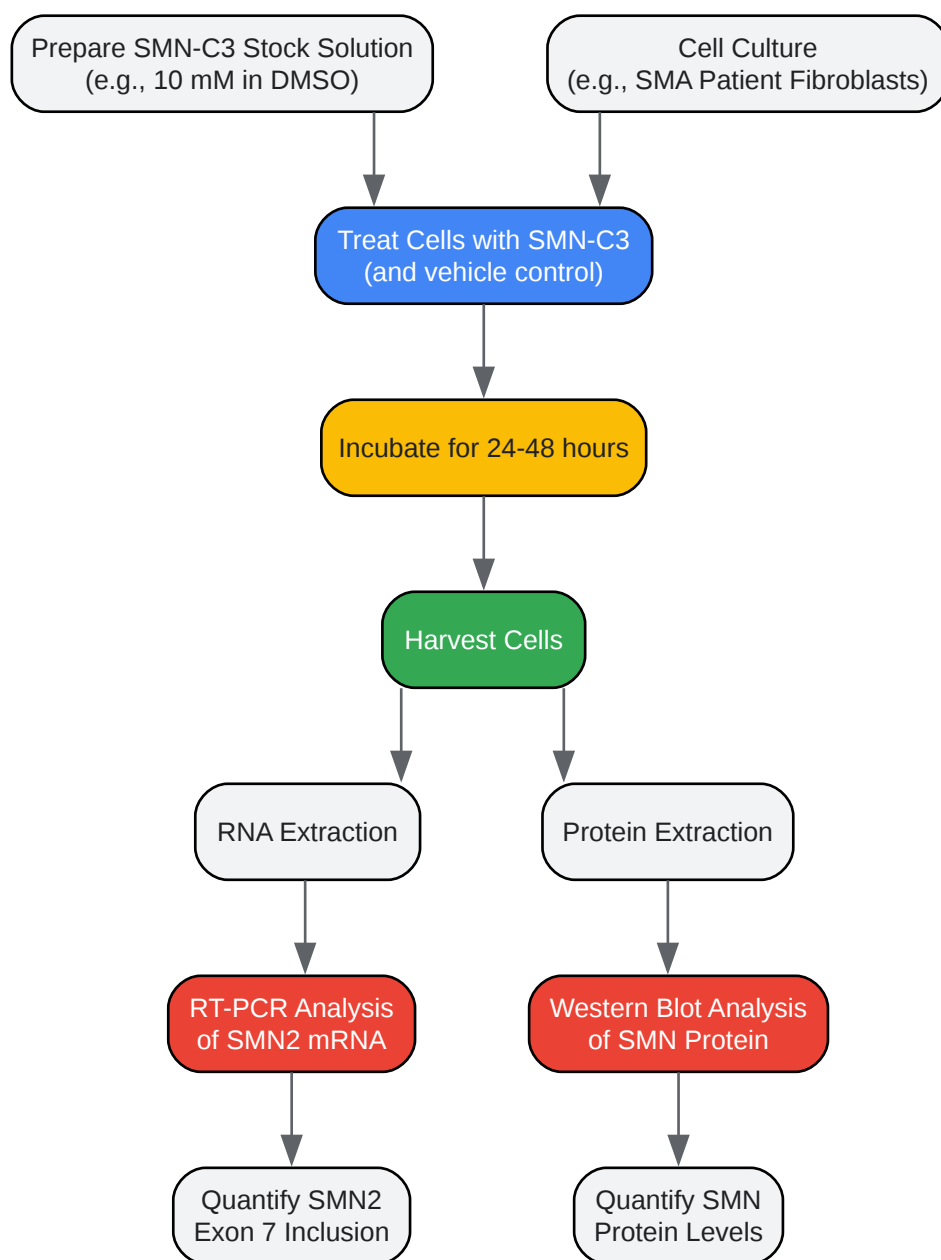 Prepare SMN-C3 Stock Solution
(e.g., 10 mM in DMSO)
Cell Culture
(e.g., SMA Patient Fibroblasts)
Treat Cells with SMN-C3
(and vehicle control)
Incubate for 24-48 hours
Harvest Cells
RNA Extraction
Protein Extraction
RT-PCR Analysis
of SMN2 mRNA
Western Blot Analysis
of SMN Protein
Quantify SMN2
Exon 7 Inclusion
Quantify SMN
Protein Levels